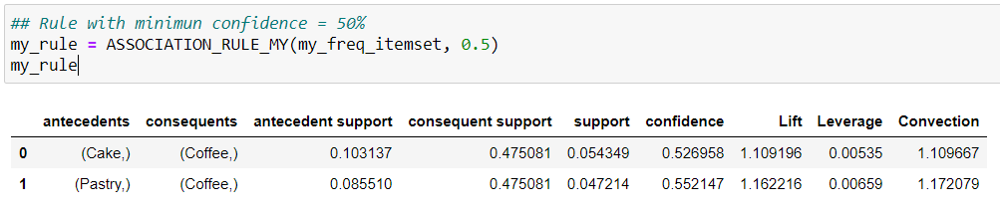 ## Rule with minimun confidence = 50%
my_rule = ASSOCIATION_RULE_MY(my_freq_itemset, 0.5)
my_rule
antecedents consequents antecedent support consequent support support confidence Lift Leverage Convection
0 (Cake,) (Coffee,) 0.103137 0.475081 0.054349 0.526958 1.109196 0.00535 1.109667
1 (Pastry,) (Coffee,) 0.085510 0.475081 0.047214 0.552147 1.162216 0.00659 1.172079